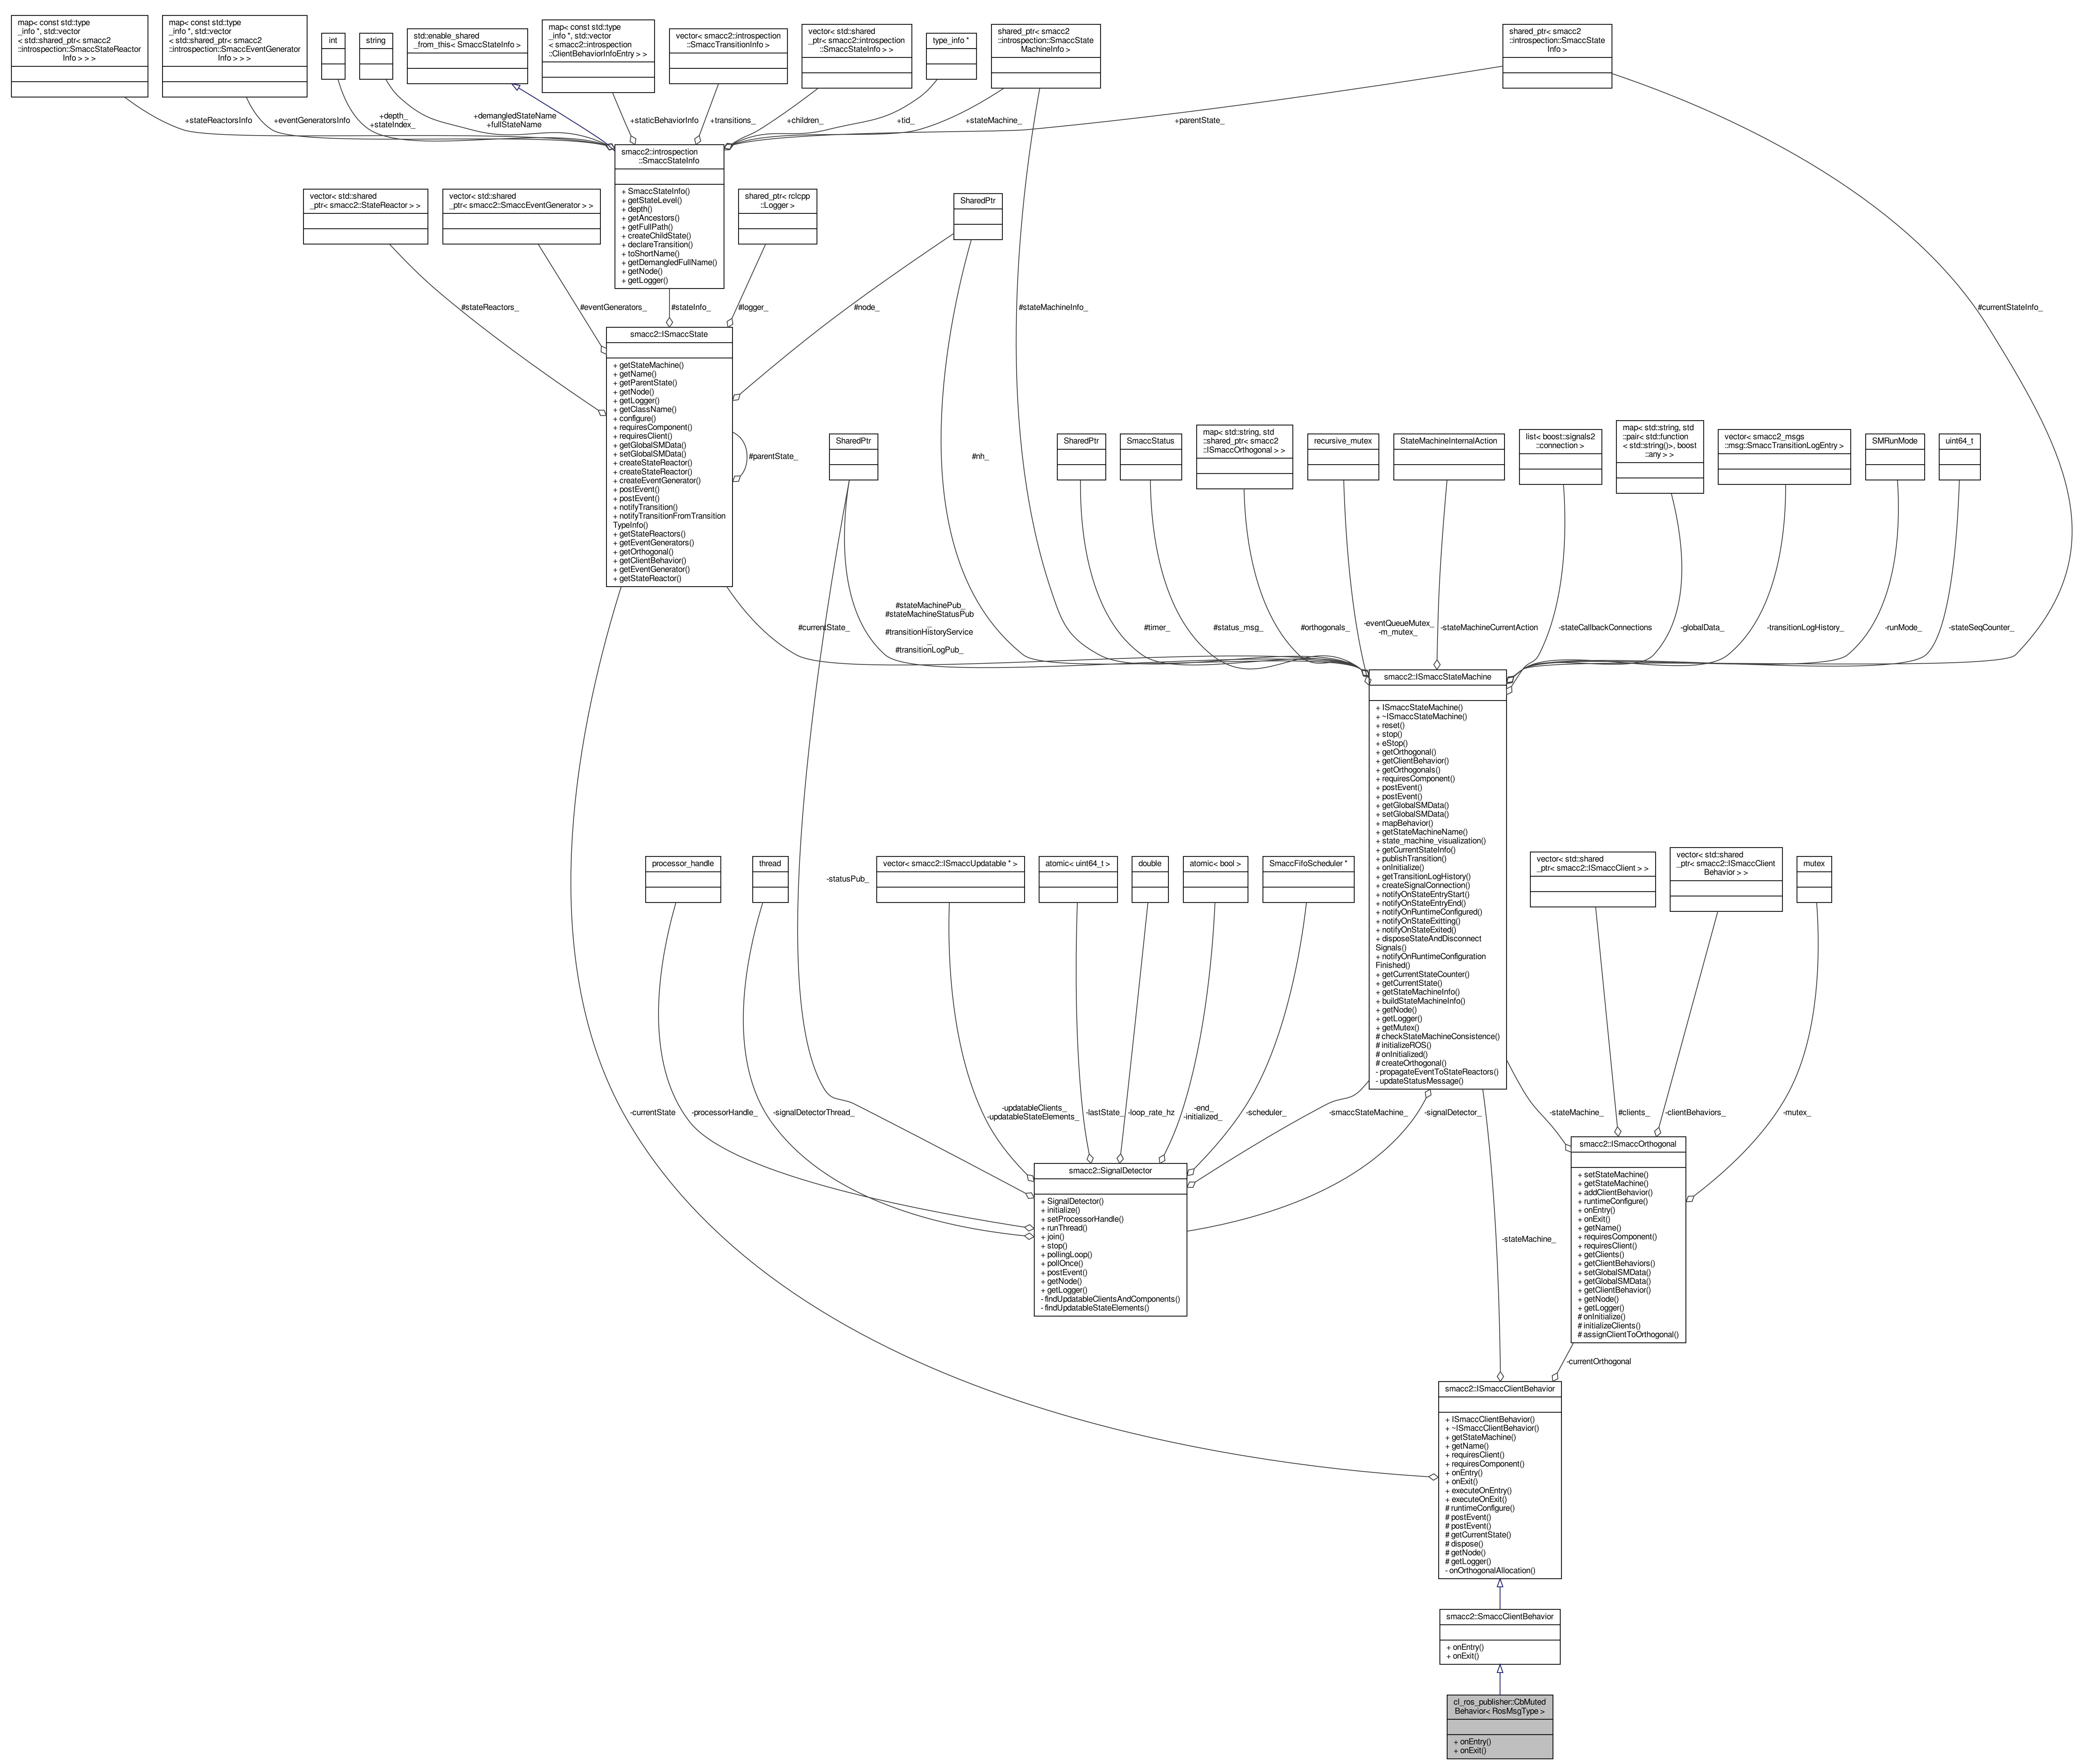 map< const std::type
_info *, std::vector
< std::shared_ptr< smacc2
::introspection::SmaccStateReactor
Info > > >
map< const std::type
_info *, std::vector
< std::shared_ptr< smacc2
::introspection::SmaccEventGenerator
Info > > >
int
string
std::enable_shared
_from_this< SmaccStateInfo >
map< const std::type
_info *, std::vector
< smacc2::introspection
::ClientBehaviorInfoEntry > >
vector< smacc2::introspection
::SmaccTransitionInfo >
vector< std::shared
_ptr< smacc2::introspection
::SmaccStateInfo > >
type_info *
shared_ptr< smacc2
::introspection::SmaccState
MachineInfo >
shared_ptr< smacc2
::introspection::SmaccState
Info >
+stateReactorsInfo
+eventGeneratorsInfo
+depth_
+stateIndex_
+demangledStateName
+fullStateName
+staticBehaviorInfo
+transitions_
+children_
+tid_
+stateMachine_
+parentState_
smacc2::introspection
::SmaccStateInfo
+ SmaccStateInfo()
+ getStateLevel()
+ depth()
+ getAncestors()
+ getFullPath()
+ createChildState()
+ declareTransition()
+ toShortName()
+ getDemangledFullName()
+ getNode()
+ getLogger()
vector< std::shared
_ptr< smacc2::StateReactor > >
vector< std::shared
_ptr< smacc2::SmaccEventGenerator > >
shared_ptr< rclcpp
::Logger >
SharedPtr
#stateReactors_
#eventGenerators_
#stateInfo_
#logger_
#node_
#stateMachineInfo_
#currentStateInfo_
smacc2::ISmaccState
+ getStateMachine()
+ getName()
+ getParentState()
+ getNode()
+ getLogger()
+ getClassName()
+ configure()
+ requiresComponent()
+ requiresClient()
+ getGlobalSMData()
+ setGlobalSMData()
+ createStateReactor()
+ createStateReactor()
+ createEventGenerator()
+ postEvent()
+ postEvent()
+ notifyTransition()
+ notifyTransitionFromTransition
TypeInfo()
+ getStateReactors()
+ getEventGenerators()
+ getOrthogonal()
+ getClientBehavior()
+ getEventGenerator()
+ getStateReactor()
#parentState_
#nh_
SharedPtr
SharedPtr
SmaccStatus
map< std::string, std
::shared_ptr< smacc2
::ISmaccOrthogonal > >
recursive_mutex
StateMachineInternalAction
list< boost::signals2
::connection >
map< std::string, std
::pair< std::function
< std::string()>, boost
::any > >
vector< smacc2_msgs
::msg::SmaccTransitionLogEntry >
SMRunMode
uint64_t
#currentState_
#stateMachinePub_
#stateMachineStatusPub
_
#transitionHistoryService
_
#transitionLogPub_
#timer_
#status_msg_
#orthogonals_
-eventQueueMutex_
-m_mutex_
-stateMachineCurrentAction
-stateCallbackConnections
-globalData_
-transitionLogHistory_
-runMode_
-stateSeqCounter_
smacc2::ISmaccStateMachine
+ ISmaccStateMachine()
+ ~ISmaccStateMachine()
+ reset()
+ stop()
+ eStop()
+ getOrthogonal()
+ getClientBehavior()
+ getOrthogonals()
+ requiresComponent()
+ postEvent()
+ postEvent()
+ getGlobalSMData()
+ setGlobalSMData()
+ mapBehavior()
+ getStateMachineName()
+ state_machine_visualization()
+ getCurrentStateInfo()
+ publishTransition()
+ onInitialize()
+ getTransitionLogHistory()
+ createSignalConnection()
+ notifyOnStateEntryStart()
+ notifyOnStateEntryEnd()
+ notifyOnRuntimeConfigured()
+ notifyOnStateExitting()
+ notifyOnStateExited()
+ disposeStateAndDisconnect
Signals()
+ notifyOnRuntimeConfiguration
Finished()
+ getCurrentStateCounter()
+ getCurrentState()
+ getStateMachineInfo()
+ buildStateMachineInfo()
+ getNode()
+ getLogger()
+ getMutex()
# checkStateMachineConsistence()
# initializeROS()
# onInitialized()
# createOrthogonal()
- propagateEventToStateReactors()
- updateStatusMessage()
processor_handle
thread
-statusPub_
vector< smacc2::ISmaccUpdatable * >
atomic< uint64_t >
double
atomic< bool >
SmaccFifoScheduler *
vector< std::shared
_ptr< smacc2::ISmaccClient > >
vector< std::shared
_ptr< smacc2::ISmaccClient
Behavior > >
mutex
-currentState
-processorHandle_
-signalDetectorThread_
-updatableClients_
-updatableStateElements_
-lastState_
-loop_rate_hz
-end_
-initialized_
-scheduler_
-smaccStateMachine_
-signalDetector_
-stateMachine_
#clients_
-clientBehaviors_
-mutex_
smacc2::SignalDetector
+ SignalDetector()
+ initialize()
+ setProcessorHandle()
+ runThread()
+ join()
+ stop()
+ pollingLoop()
+ pollOnce()
+ postEvent()
+ getNode()
+ getLogger()
- findUpdatableClientsAndComponents()
- findUpdatableStateElements()
-stateMachine_
smacc2::ISmaccOrthogonal
+ setStateMachine()
+ getStateMachine()
+ addClientBehavior()
+ runtimeConfigure()
+ onEntry()
+ onExit()
+ getName()
+ requiresComponent()
+ requiresClient()
+ getClients()
+ getClientBehaviors()
+ setGlobalSMData()
+ getGlobalSMData()
+ getClientBehavior()
+ getNode()
+ getLogger()
# onInitialize()
# initializeClients()
# assignClientToOrthogonal()
-currentOrthogonal
smacc2::ISmaccClientBehavior
+ ISmaccClientBehavior()
+ ~ISmaccClientBehavior()
+ getStateMachine()
+ getName()
+ requiresClient()
+ requiresComponent()
+ onEntry()
+ onExit()
+ executeOnEntry()
+ executeOnExit()
# runtimeConfigure()
# postEvent()
# postEvent()
# getCurrentState()
# dispose()
# getNode()
# getLogger()
- onOrthogonalAllocation()
smacc2::SmaccClientBehavior
+ onEntry()
+ onExit()
cl_ros_publisher::CbMuted
Behavior< RosMsgType >
+ onEntry()
+ onExit()